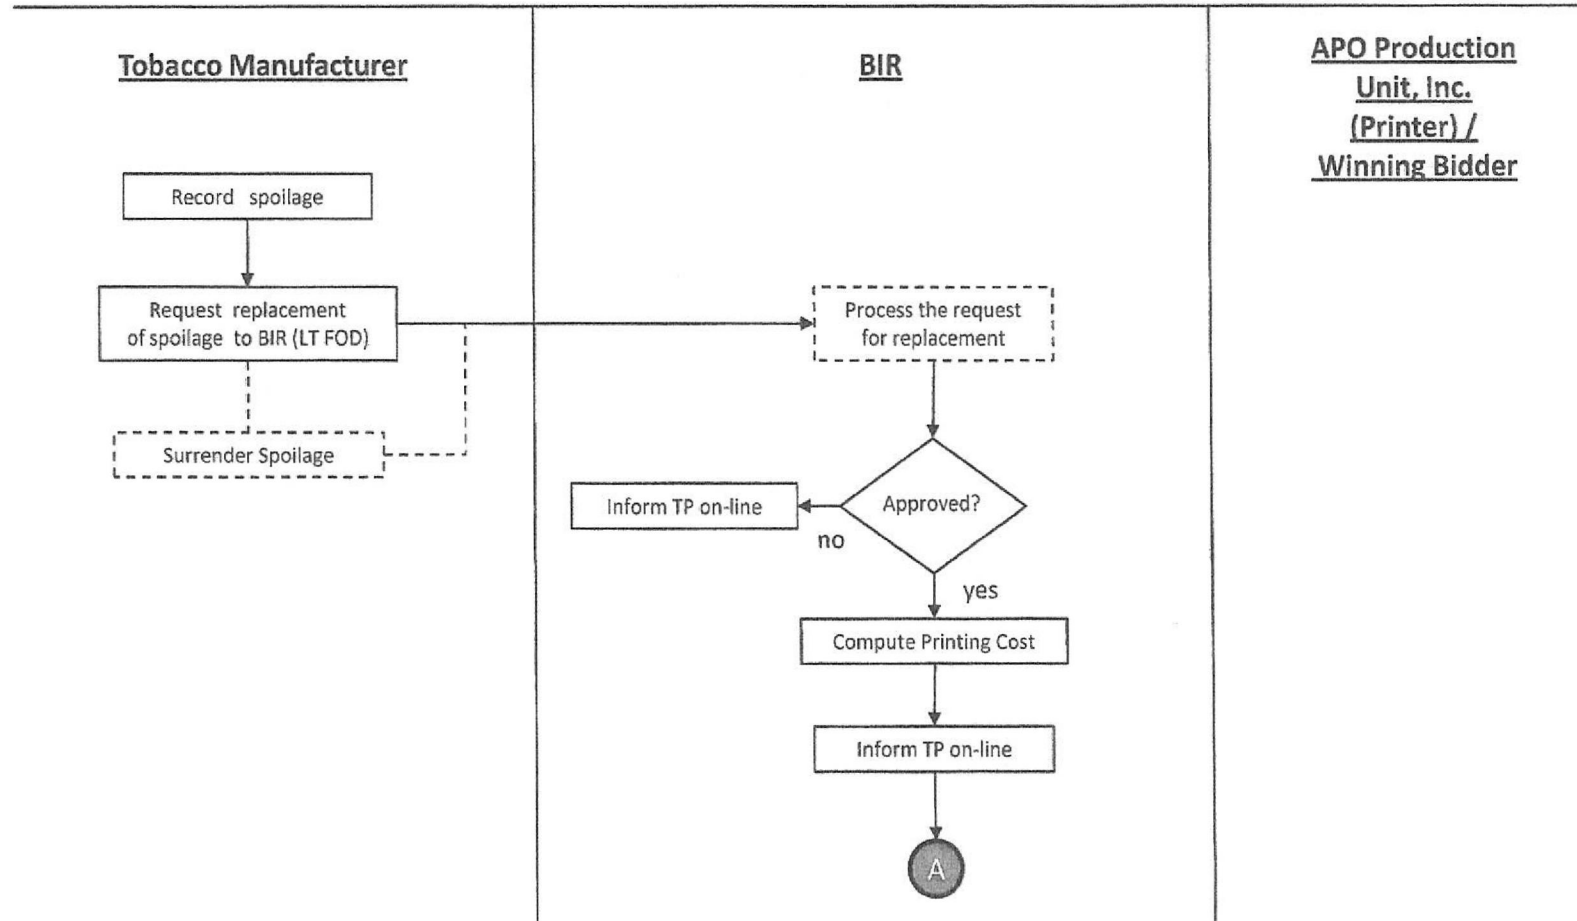 Tobacco Manufacturer
BIR
APO Production
Unit, Inc.
(Printer) /
Winning Bidder
Record spoilage
Request replacement
of spoilage to BIR (LT FOD)
Process the request
for replacement
Surrender Spoilage
Approved?
Inform TP on-line
no
yes
Compute Printing Cost
Inform TP on-line
A